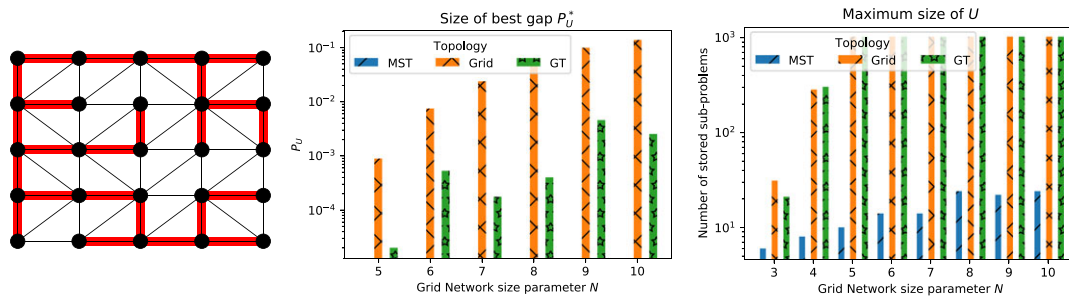 Size of best gap P*U
Topology
MST Grid GT
10⁻¹
10⁻²
10⁻³
10⁻⁴
PU
5 6 7 8 9 10
Grid Network size parameter N
Maximum size of U
Topology
MST Grid GT
10³
10²
10¹
Number of stored sub-problems
3 4 5 6 7 8 9 10
Grid Network size parameter N